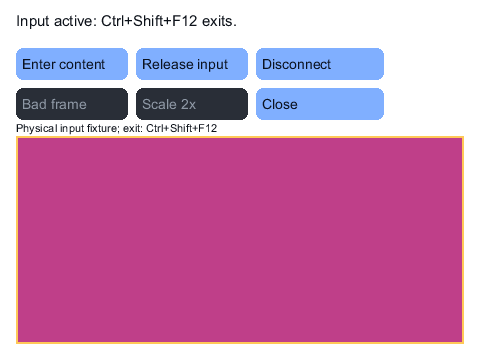 Input active: Ctrl+Shift+F12 exits.
Enter content Release input Disconnect
Bad frame Scale 2x Close
Physical input fixture; exit: Ctrl+Shift+F12